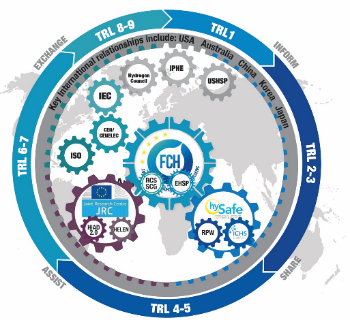 TRL 8-9
TRL1
EXCHANGE
INFORM
Key International relationships include: USA Australia China Korea Japan
Hydrogen
Council
IPHE
USHSP
IEC
CEN/
CENELEC
ISO
TRL 6-7
TRL 2-3
FCH
RCS
SCG
EHSP
Joint Research Centre
JRC
HIAD
2.0
HELEN
hySafe
RPW
ICHS
ASSIST
SHARE
TRL 4-5